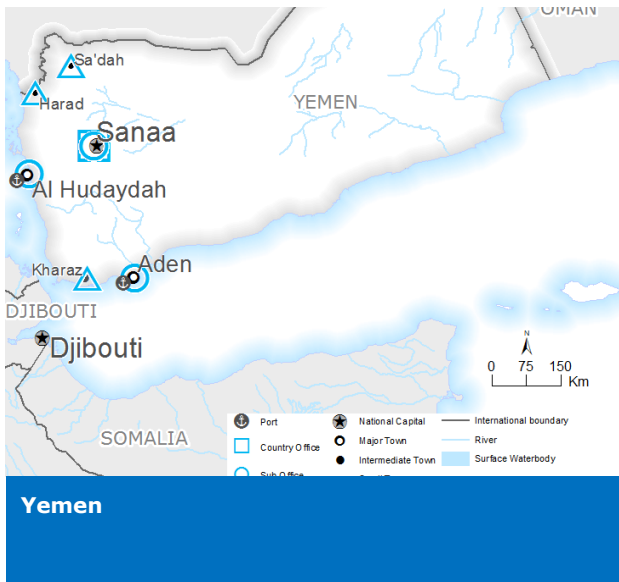 OMAN
Sa'dah
Harad
YEMEN
Sanaa
Al Hudaydah
Kharaz
Aden
DJIBOUTI
Djibouti
N
0 75 150
Km
SOMALIA
Port
National Capital
International boundary
Country Office
Major Town
River
Intermediate Town
Surface Waterbody
Sub Office
Yemen